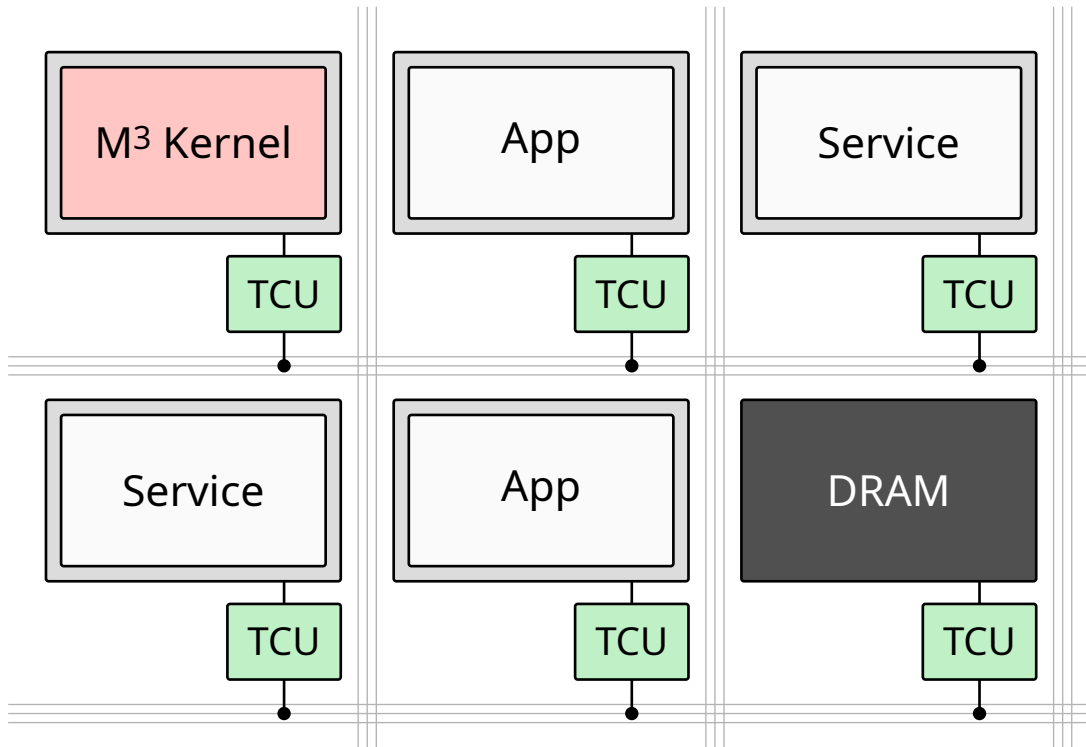 M³ Kernel
App
Service
TCU
TCU
TCU
Service
App
DRAM
TCU
TCU
TCU